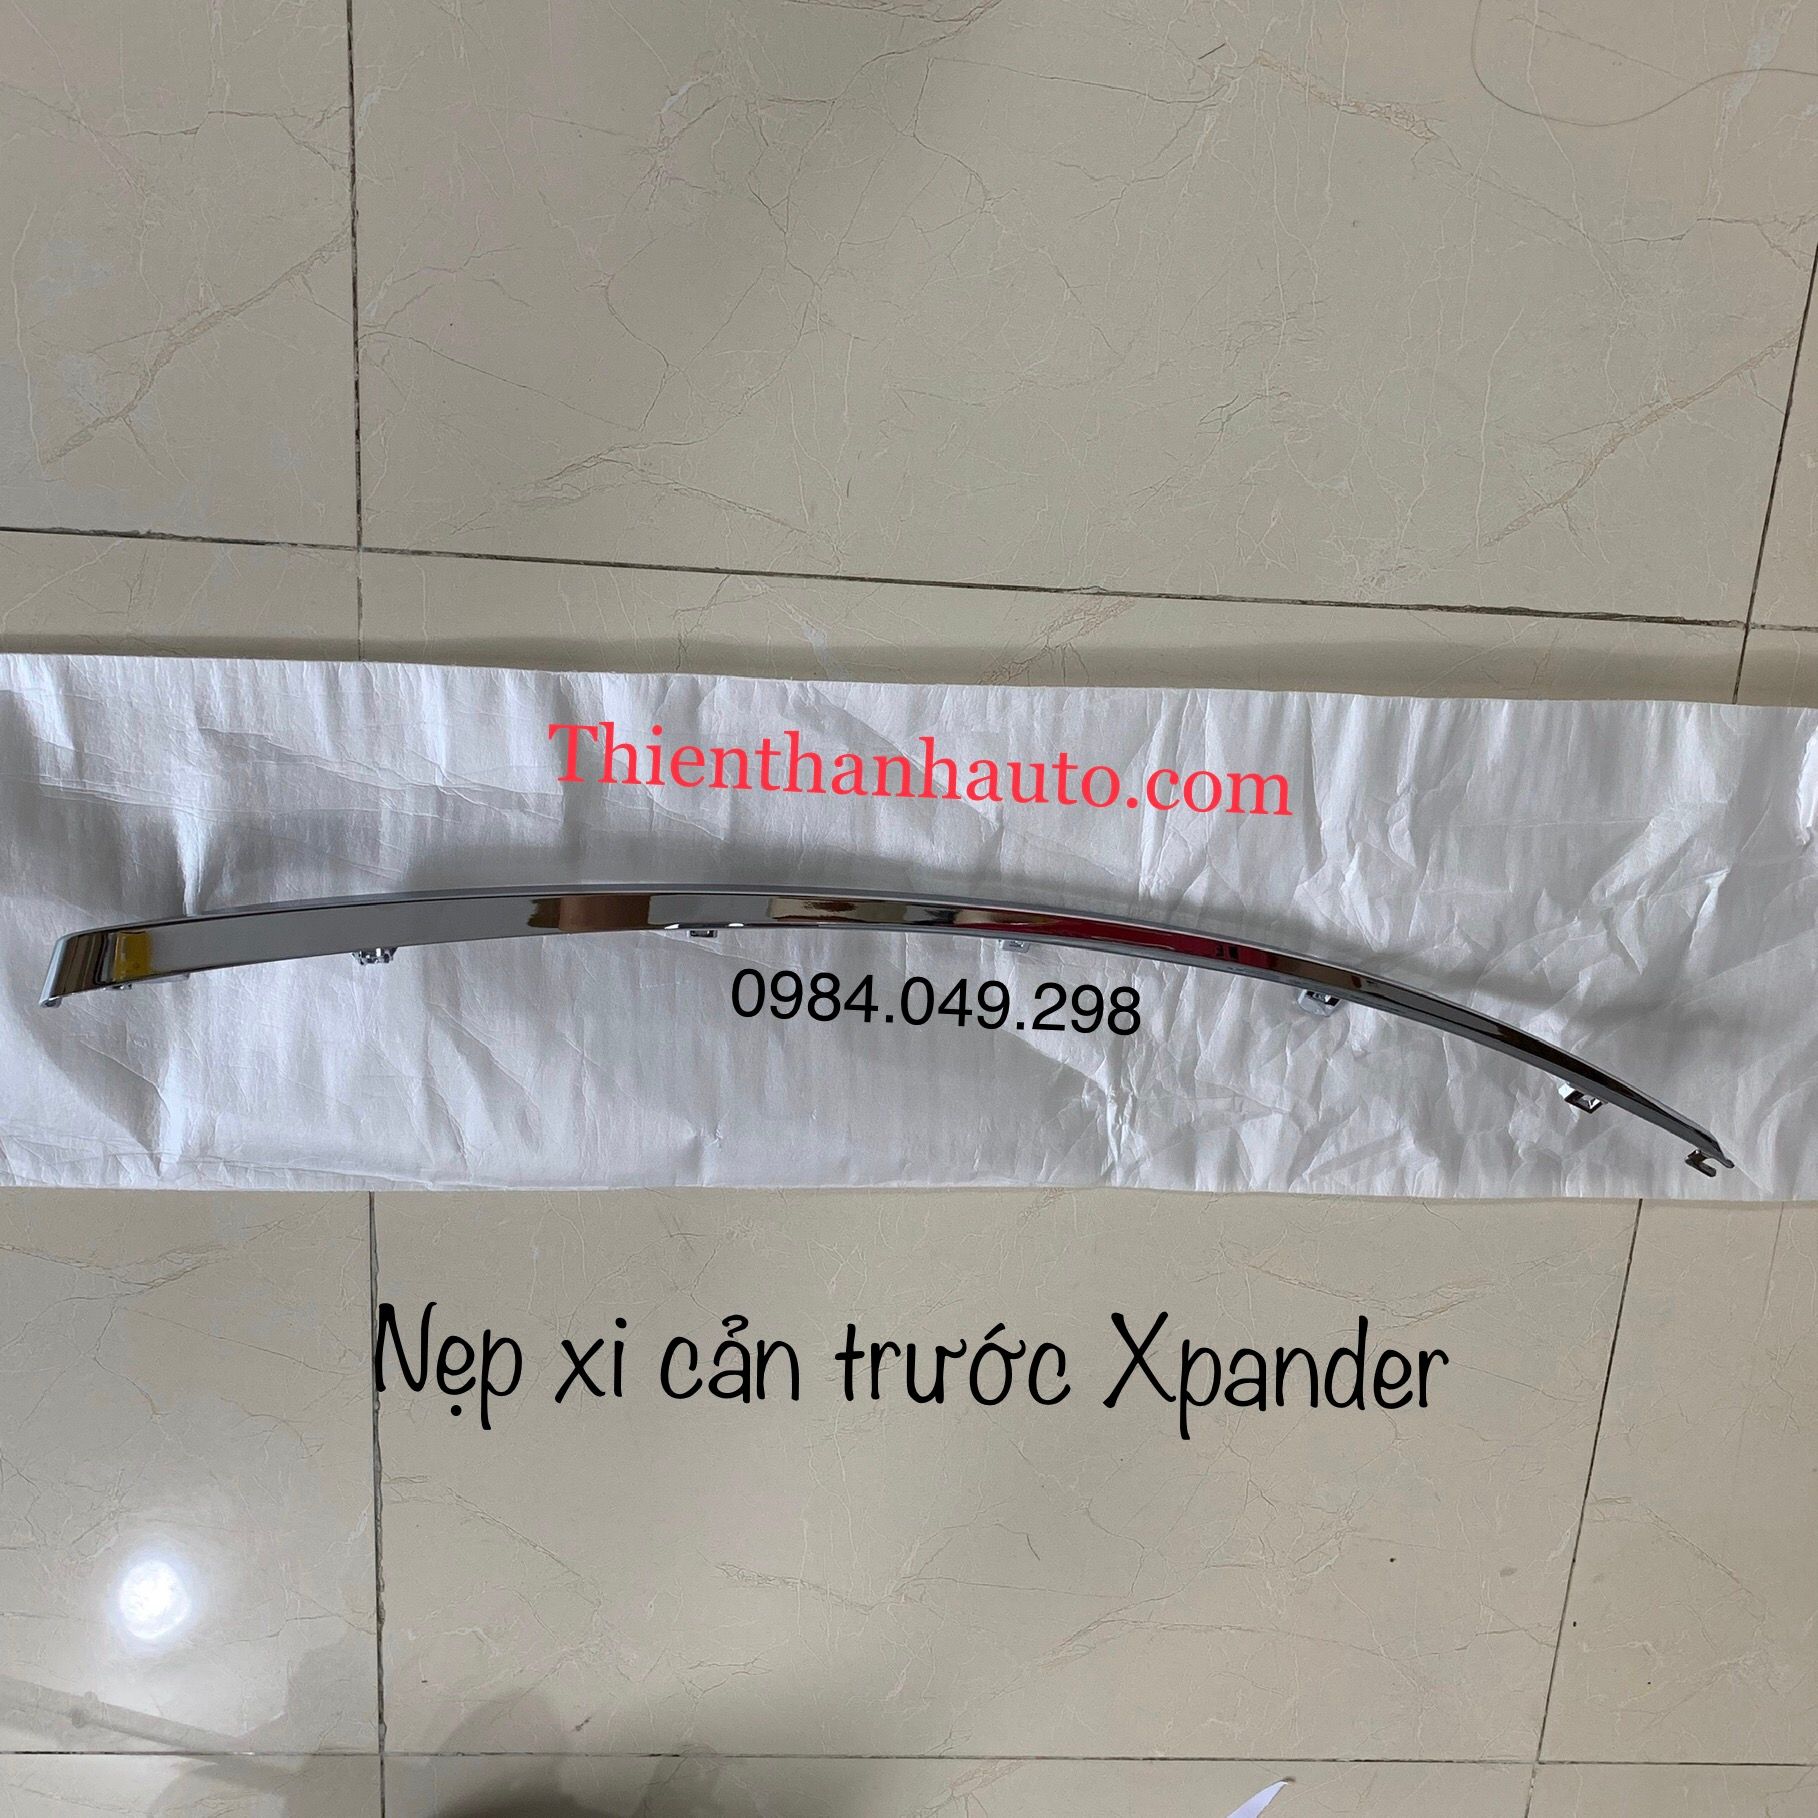 Thienthanhauto.com
0984.049.298
Nẹp xi cản trước Xpander